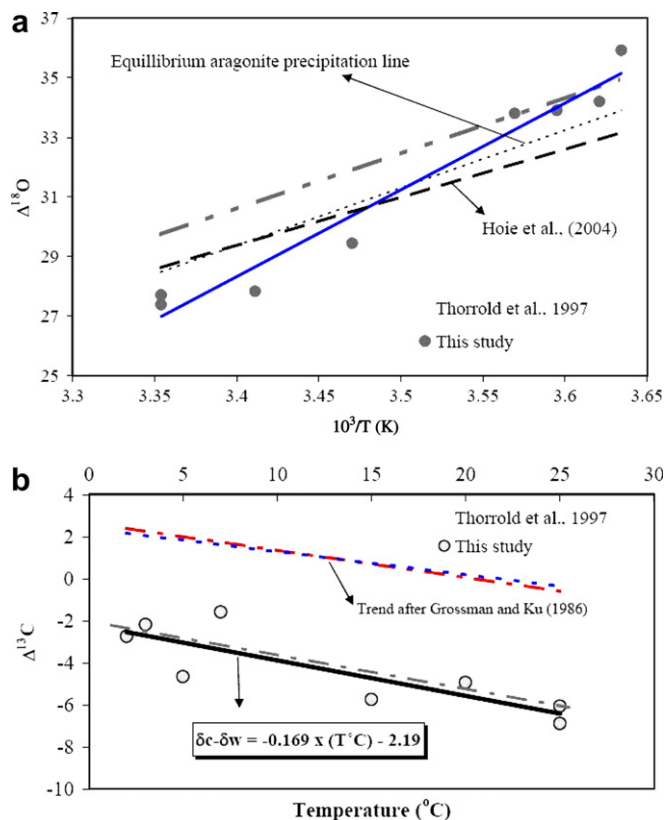 a
37
35
33
31
29
27
25
Δ18O
Equillibrium aragonite precipitation line
Hoie et al., (2004)
Thorrold et al., 1997
This study
3.3 3.35 3.4 3.45 3.5 3.55 3.6 3.65
10³/T (K)
b
0 5 10 15 20 25 30
4
2
0
-2
-4
-6
-8
-10
Δ13C
Thorrold et al., 1997
This study
Trend after Grossman and Ku (1986)
δc-δw = -0.169 x (T°C) - 2.19
Temperature (°C)